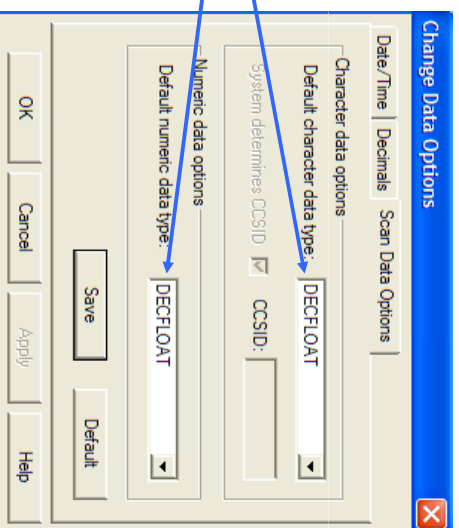 Change Data Options
Date/Time Decimals Scan Data Options
Character data options
Default character data type: DECFLOAT
System determines CCSID CCSID:
Numeric data options
Default numeric data type: DECFLOAT
Save Default
OK Cancel Apply Help